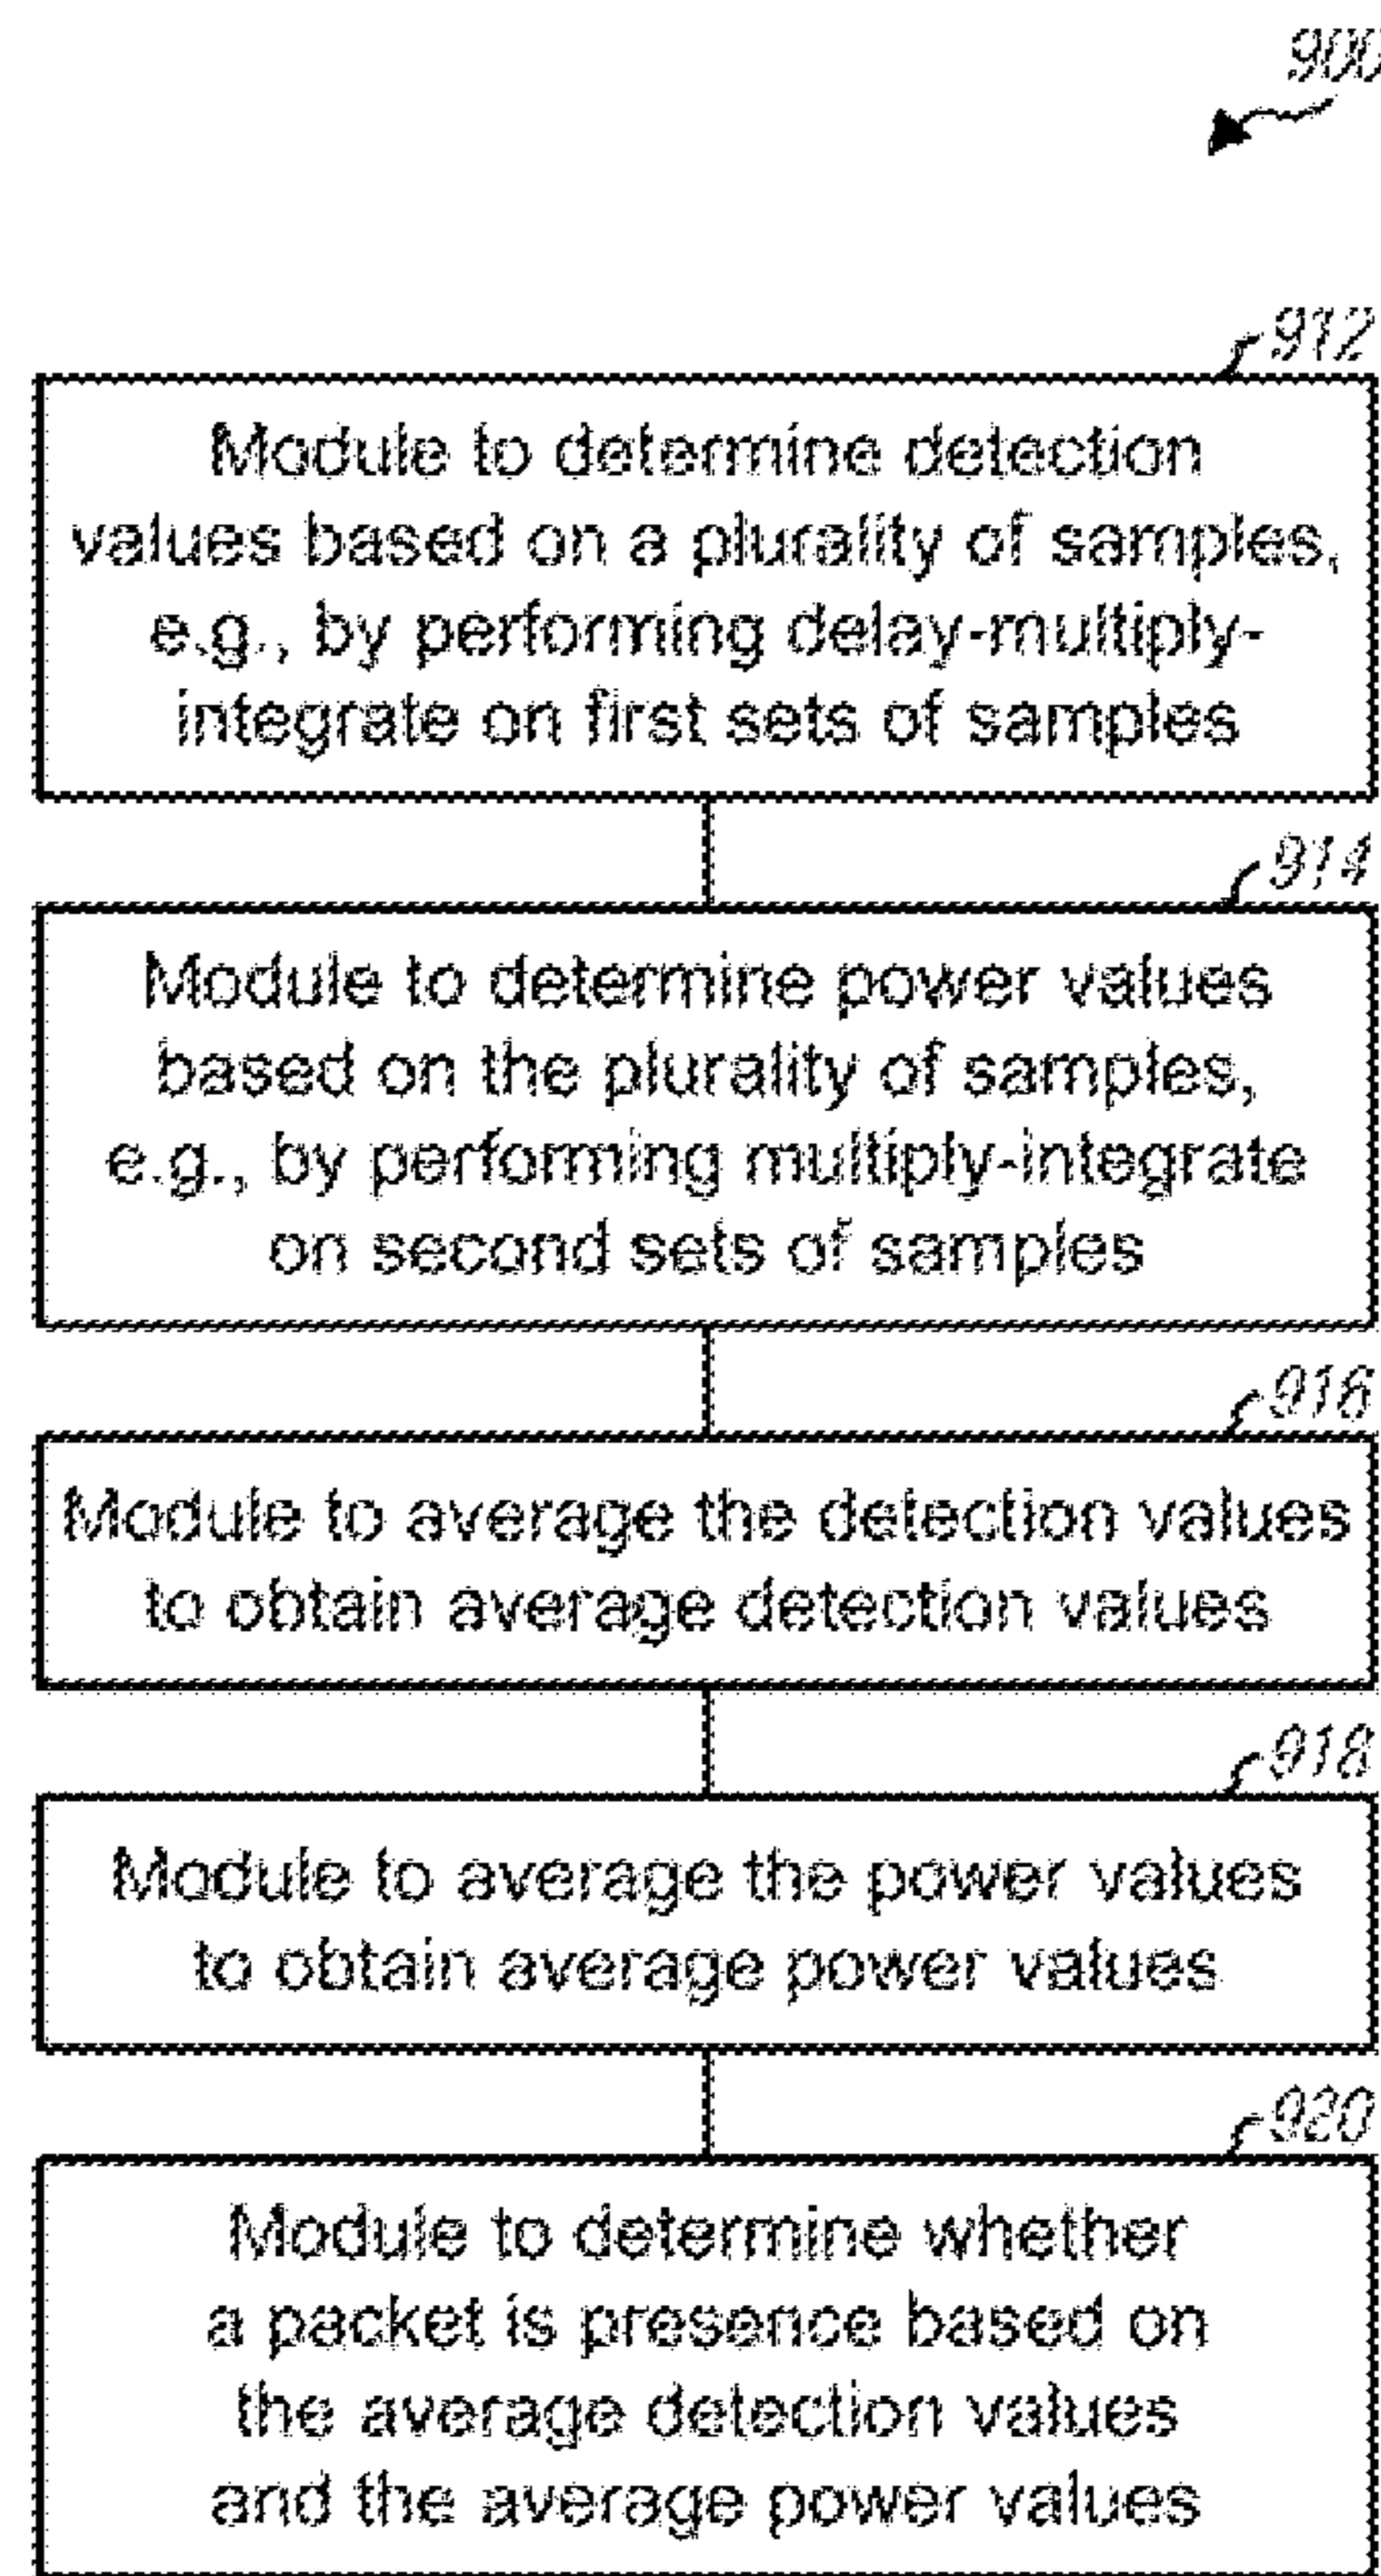 900
912
Module to determine detection
values based on a plurality of samples,
e.g., by performing delay-multiply-
integrate on first sets of samples
914
Module to determine power values
based on the plurality of samples,
e.g., by performing multiply-integrate
on second sets of samples
916
Module to average the detection values
to obtain average detection values
918
Module to average the power values
to obtain average power values
920
Module to determine whether
a packet is presence based on
the average detection values
and the average power values